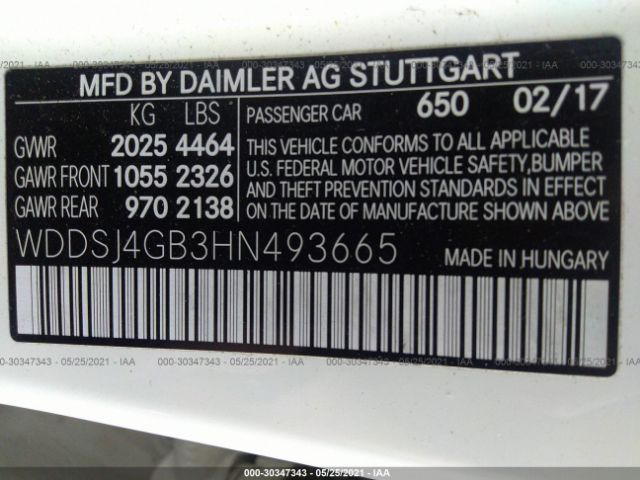 MFD BY DAIMLER AG STUTTGART
KG LBS
GVWR 2025 4464
GAWR FRONT 1055 2326
GAWR REAR 970 2138
PASSENGER CAR 650 02/17
THIS VEHICLE CONFORMS TO ALL APPLICABLE
U.S. FEDERAL MOTOR VEHICLE SAFETY,BUMPER
AND THEFT PREVENTION STANDARDS IN EFFECT
ON THE DATE OF MANUFACTURE SHOWN ABOVE.
WDDSJ4GB3HN493665 MADE IN HUNGARY
000-30347343 - 05/25/2021 - IAA